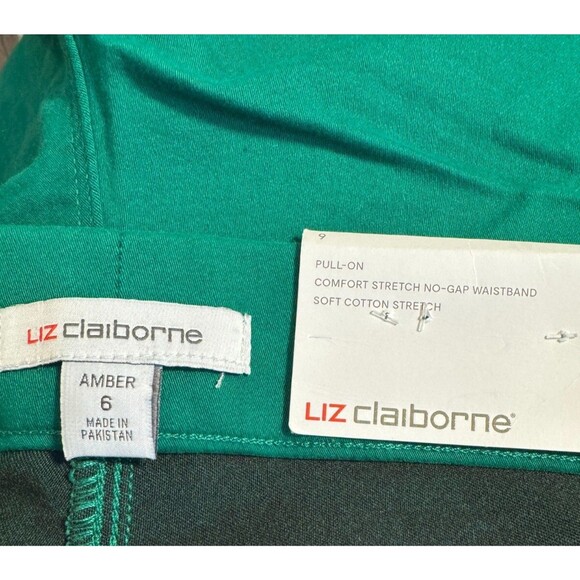 LIZ claiborne
AMBER
6
MADE IN
PAKISTAN
9
PULL-ON
COMFORT STRETCH NO-GAP WAISTBAND
SOFT COTTON STRETCH
LIZ claiborne®